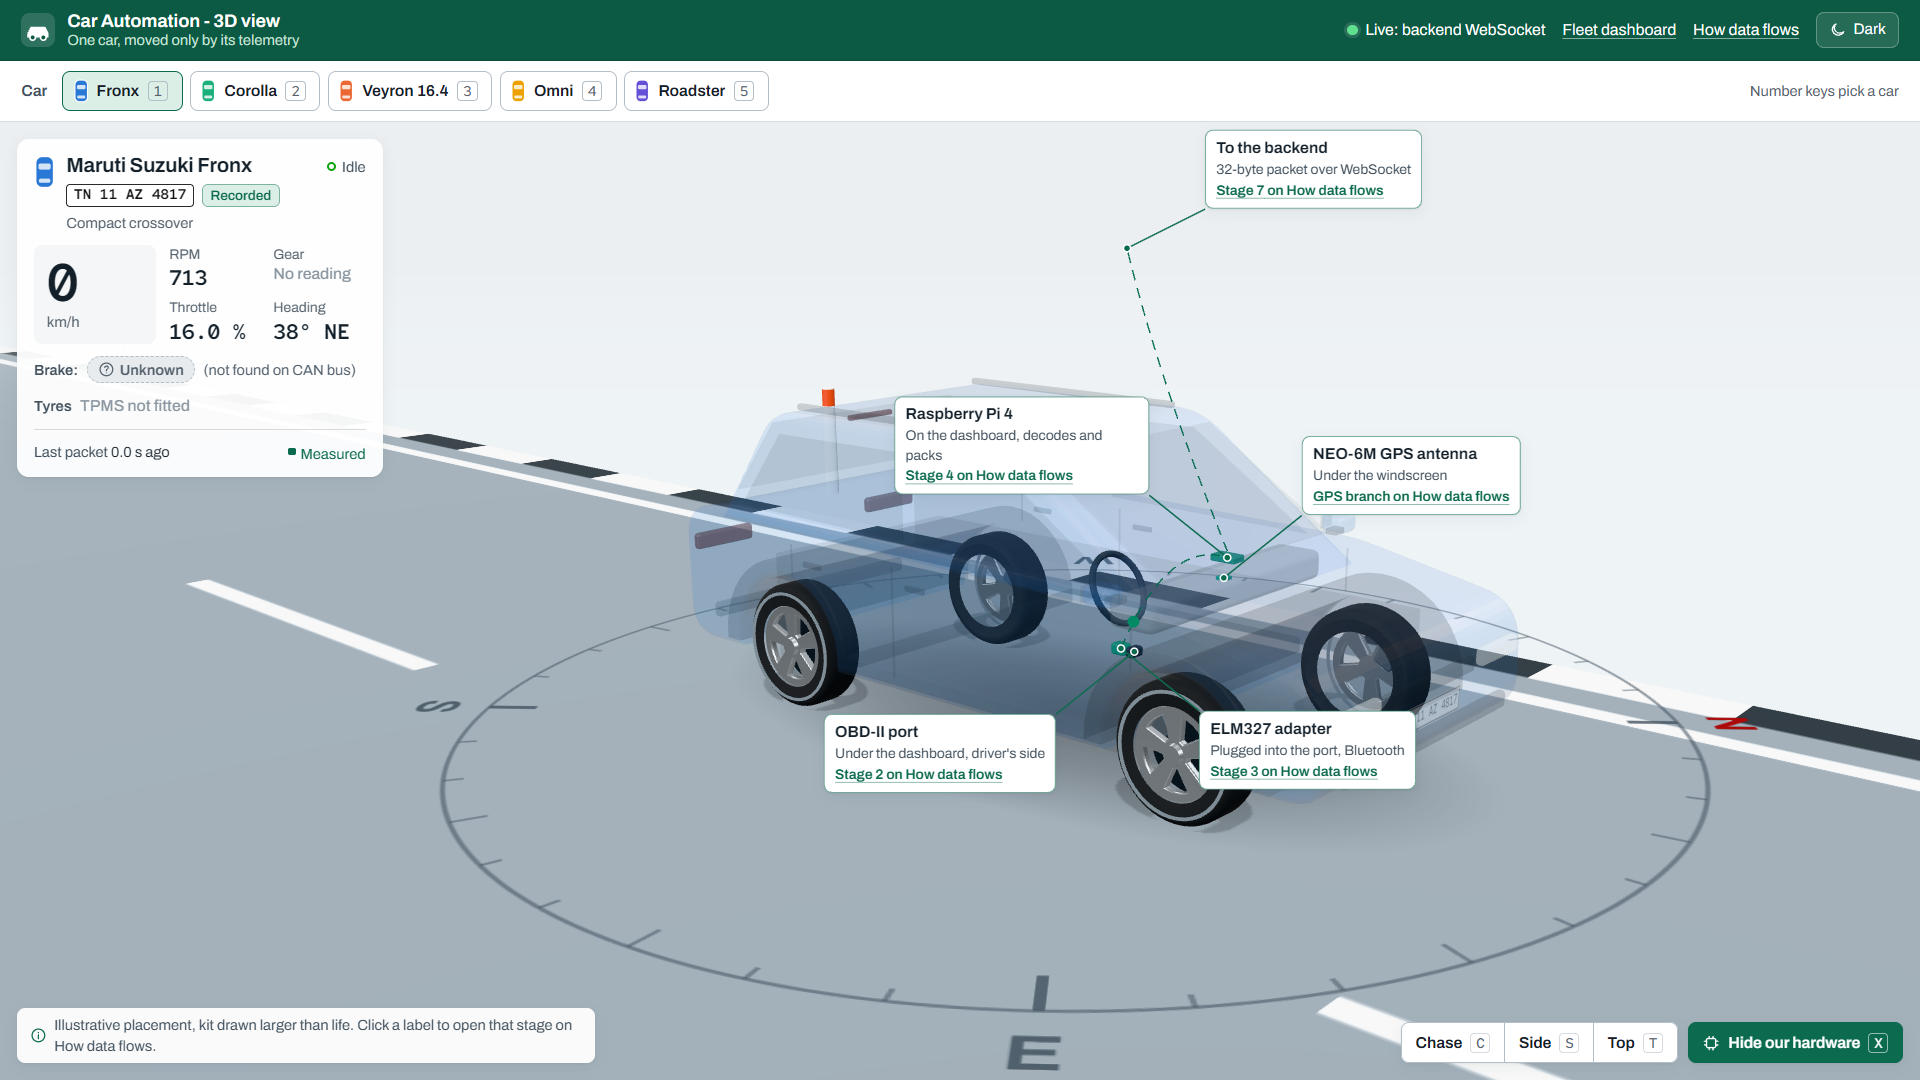 Car Automation - 3D view
One car, moved only by its telemetry
Live: backend WebSocket
Fleet dashboard
How data flows
Dark
Car
Fronx 1
Corolla 2
Veyron 16.4 3
Omni 4
Roadster 5
Number keys pick a car
Maruti Suzuki Fronx
Idle
TN 11 AZ 4817
Recorded
Compact crossover
0
km/h
RPM
713
Gear
No reading
Throttle
16.0 %
Heading
38° NE
Brake: Unknown (not found on CAN bus)
Tyres TPMS not fitted
Last packet 0.0 s ago
Measured
To the backend
32-byte packet over WebSocket
Stage 7 on How data flows
Raspberry Pi 4
On the dashboard, decodes and
packs
Stage 4 on How data flows
NEO-6M GPS antenna
Under the windscreen
GPS branch on How data flows
OBD-II port
Under the dashboard, driver's side
Stage 2 on How data flows
ELM327 adapter
Plugged into the port, Bluetooth
Stage 3 on How data flows
11 AZ 4817
S
N
E
Illustrative placement, kit drawn larger than life. Click a label to open that stage on
How data flows.
Chase C
Side S
Top T
Hide our hardware X